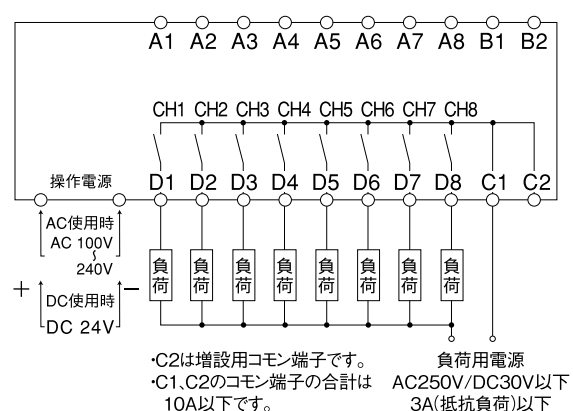 A1 A2 A3 A4 A5 A6 A7 A8 B1 B2
CH1 CH2 CH3 CH4 CH5 CH6 CH7 CH8
操作電源
D1 D2 D3 D4 D5 D6 D7 D8 C1 C2
AC使用時
AC 100V
~
240V
+ −
DC使用時
DC 24V
負荷 負荷 負荷 負荷 負荷 負荷 負荷 負荷
・C2は増設用コモン端子です。
・C1、C2のコモン端子の合計は
10A以下です。
負荷用電源
AC250V/DC30V以下
3A(抵抗負荷)以下